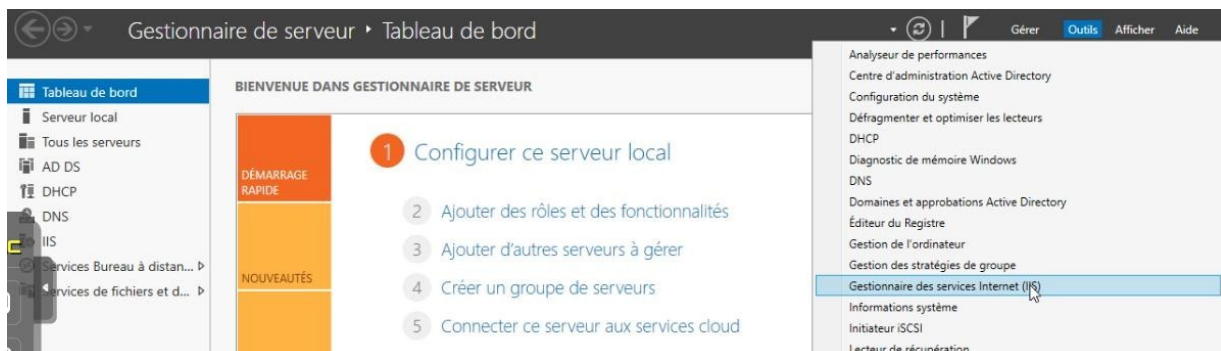 Gestionnaire de serveur ‣ Tableau de bord
Gérer Outils Afficher Aide
Tableau de bord
Serveur local
Tous les serveurs
AD DS
DHCP
DNS
IIS
Services Bureau à distan...
Services de fichiers et d...
BIENVENUE DANS GESTIONNAIRE DE SERVEUR
DÉMARRAGE
RAPIDE
NOUVEAUTÉS
1 Configurer ce serveur local
2 Ajouter des rôles et des fonctionnalités
3 Ajouter d'autres serveurs à gérer
4 Créer un groupe de serveurs
5 Connecter ce serveur aux services cloud
Analyseur de performances
Centre d'administration Active Directory
Configuration du système
Défragmenter et optimiser les lecteurs
DHCP
Diagnostic de mémoire Windows
DNS
Domaines et approbations Active Directory
Éditeur du Registre
Gestion de l'ordinateur
Gestion des stratégies de groupe
Gestionnaire des services Internet (IIS)
Informations système
Initiateur iSCSI
Lecteur de récupération